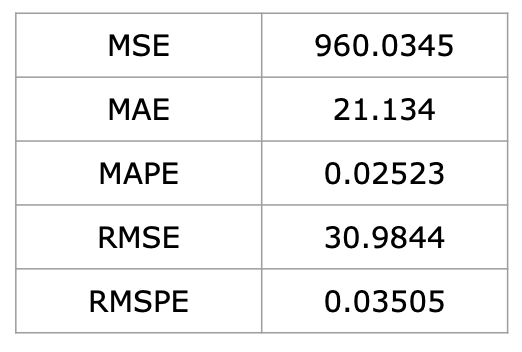 MSE 960.0345
MAE 21.134
MAPE 0.02523
RMSE 30.9844
RMSPE 0.03505